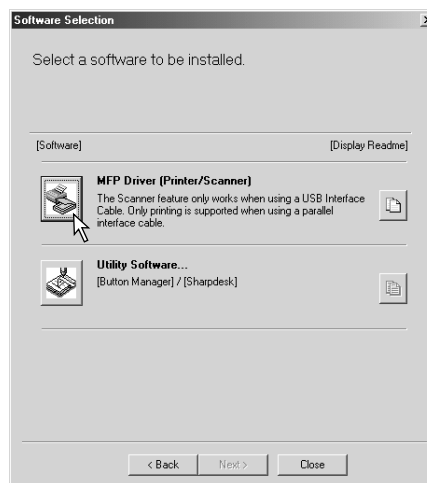 Software Selection
Select a software to be installed.
[Software] [Display Readme]
MFP Driver (Printer/Scanner)
The Scanner feature only works when using a USB Interface
Cable. Only printing is supported when using a parallel
interface cable.
Utility Software...
[Button Manager] / [Sharpdesk]
< Back Next > Close